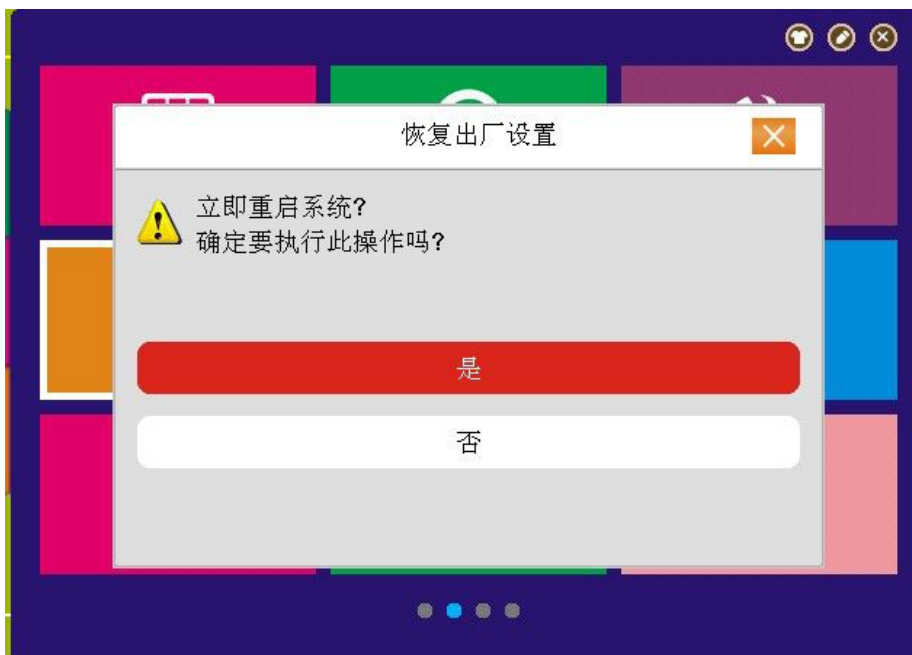 恢复出厂设置
立即重启系统?
确定要执行此操作吗?
是
否